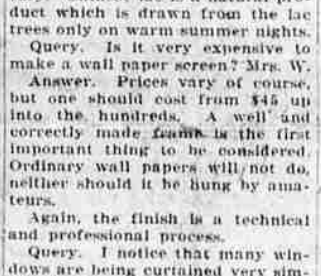 duct which is drawn from the lac
trees only on warm summer nights.
Query. Is it very expensive to
make a wall paper screen? Mrs. W.
Answer. Prices vary of course,
but one should cost from $45 up
into the hundreds. A well and
correctly made frame is the first
important thing to be considered.
Ordinary wall papers will not do,
neither should it be hung by ama-
teurs.
Again, the finish is a technical
and professional process.
Query. I notice that many win-
dows are being curtained very sim-